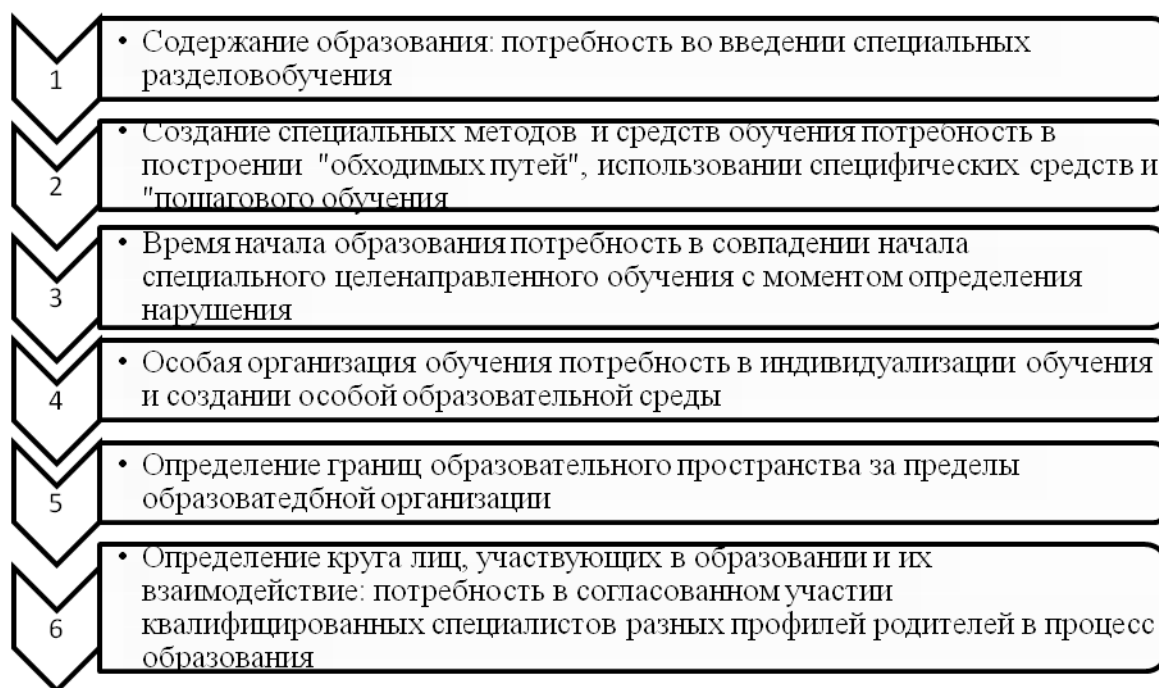 1
• Содержание образования: потребность во введении специальных
разделовобучения
2
• Создание специальных методов и средств обучения потребность в
построении "обходимых путей", использовании специфических средств и
"пошагового обучения
3
• Время начала образования потребность в совпадении начала
специального целенаправленного обучения с моментом определения
нарушения
4
• Особая организация обучения потребность в индивидуализации обучения
и создании особой образовательной среды
5
• Определение границ образовательного пространства за пределы
образоватедбной организации
6
• Определение круга лиц, участвующих в образовании и их
взаимодействие: потребность в согласованном участии
квалифицированных специалистов разных профилей родителей в процесс
образования